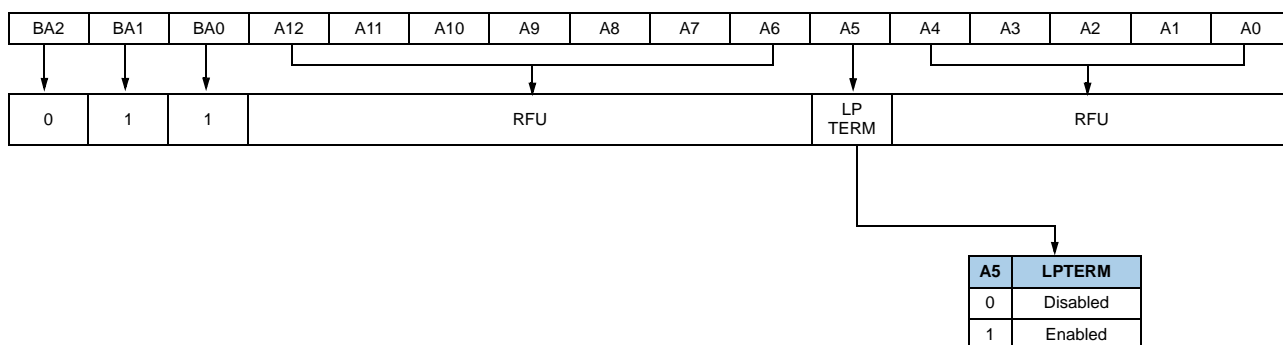 BA2 BA1 BA0 A12 A11 A10 A9 A8 A7 A6 A5 A4 A3 A2 A1 A0
0 1 1 RFU LP TERM RFU
A5 LPTERM
0 Disabled
1 Enabled